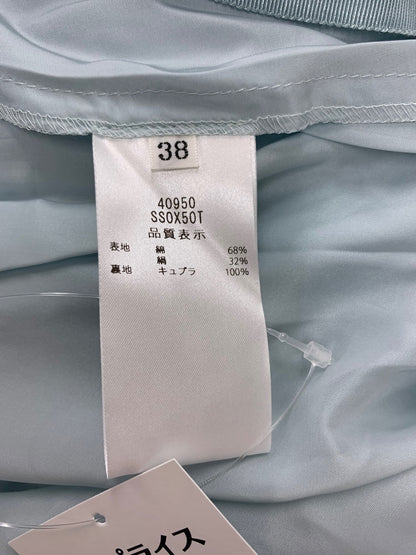 38
40950
SS0X50T
品質表示
表地 綿 68%
絹 32%
裏地 キュプラ 100%
プライス